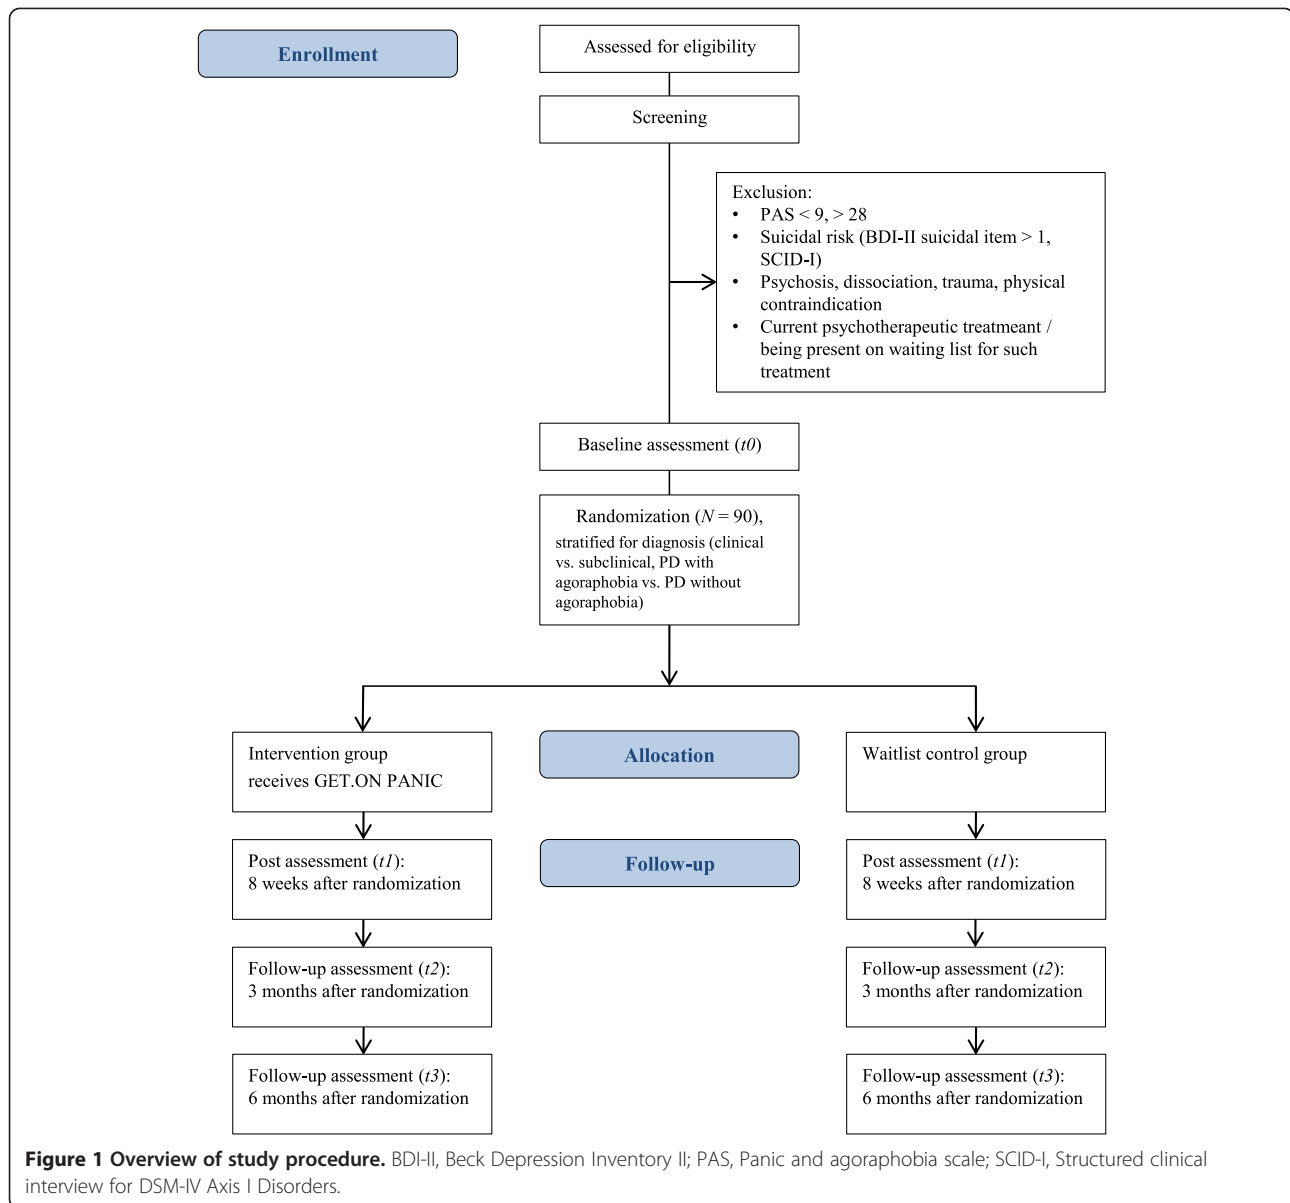 Enrollment
Assessed for eligibility
Screening
Exclusion:
• PAS < 9, > 28
• Suicidal risk (BDI-II suicidal item > 1,
SCID-I)
• Psychosis, dissociation, trauma, physical
contraindication
• Current psychotherapeutic treatmeant /
being present on waiting list for such
treatment
Baseline assessment (t0)
Randomization (N = 90),
stratified for diagnosis (clinical
vs. subclinical, PD with
agoraphobia vs. PD without
agoraphobia)
Intervention group
receives GET.ON PANIC
Allocation
Waitlist control group
Post assessment (t1):
8 weeks after randomization
Follow-up
Post assessment (t1):
8 weeks after randomization
Follow-up assessment (t2):
3 months after randomization
Follow-up assessment (t2):
3 months after randomization
Follow-up assessment (t3):
6 months after randomization
Follow-up assessment (t3):
6 months after randomization
Figure 1 Overview of study procedure. BDI-II, Beck Depression Inventory II; PAS, Panic and agoraphobia scale; SCID-I, Structured clinical
interview for DSM-IV Axis I Disorders.